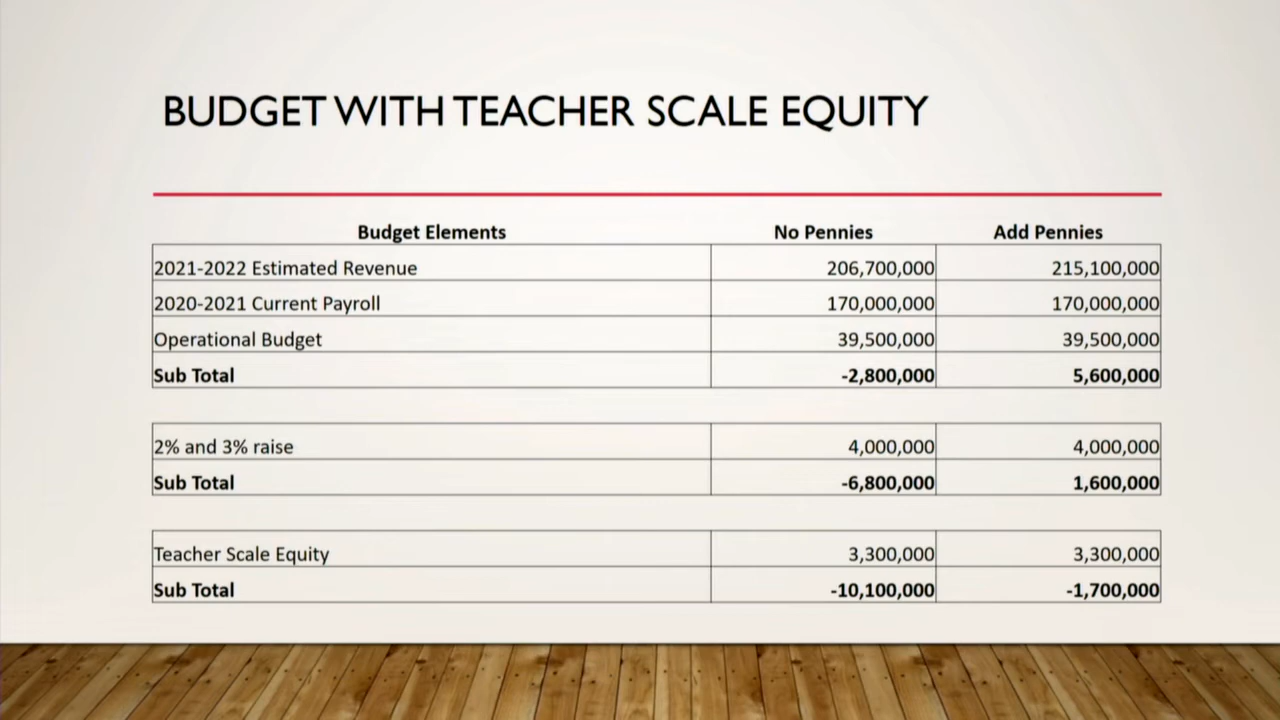 BUDGET WITH TEACHER SCALE EQUITY
Budget Elements No Pennies Add Pennies
2021-2022 Estimated Revenue 206,700,000 215,100,000
2020-2021 Current Payroll 170,000,000 170,000,000
Operational Budget 39,500,000 39,500,000
Sub Total -2,800,000 5,600,000
2% and 3% raise 4,000,000 4,000,000
Sub Total -6,800,000 1,600,000
Teacher Scale Equity 3,300,000 3,300,000
Sub Total -10,100,000 -1,700,000